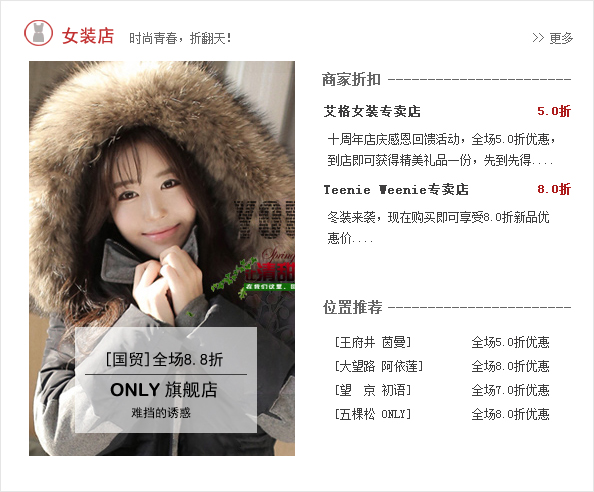 女装店 时尚青春，折翻天！
>> 更多
[国贸]全场8.8折
ONLY 旗舰店
难挡的诱惑
商家折扣
艾格女装专卖店 5.0折
十周年店庆感恩回馈活动，全场5.0折优惠，
到店即可获得精美礼品一份，先到先得....
Teenie Weenie专卖店 8.0折
冬装来袭，现在购买即可享受8.0折新品优
惠价....
位置推荐
[王府井 茵曼] 全场5.0折优惠
[大望路 阿依莲] 全场8.0折优惠
[望 京 初语] 全场7.0折优惠
[五棵松 ONLY] 全场8.0折优惠